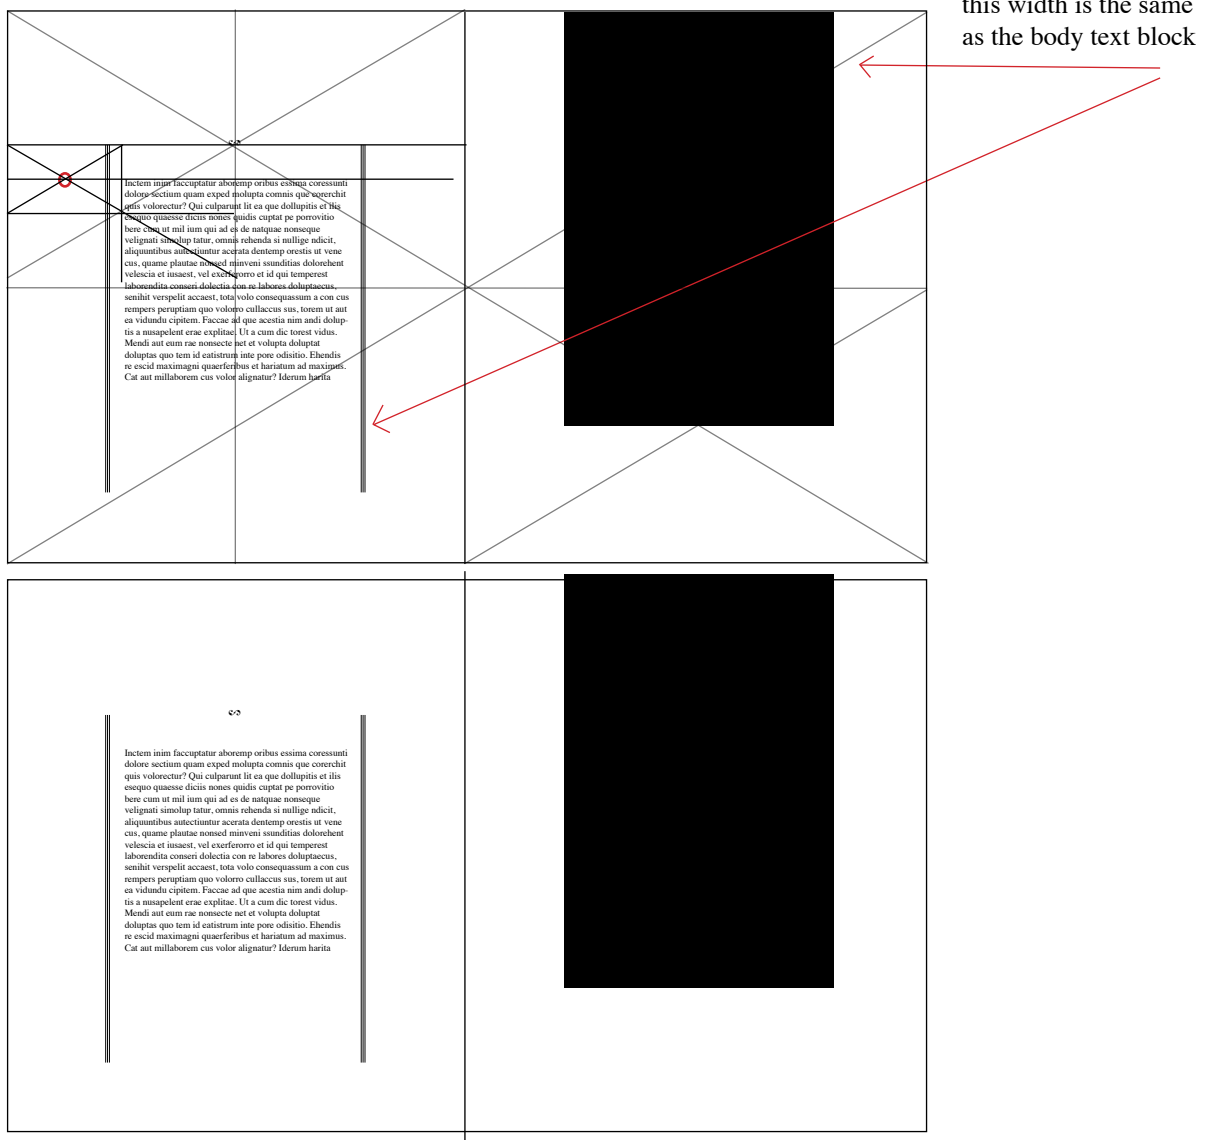 this width is the same
as the body text block
Inctem inim faccuptatur aboremp oribus essima coressunti
dolore sectium quam exped molupta comnis que corerchit
quis volorectur? Qui culparunt lit ea que dollupitis et ilis
esequo quaesse diciis nones quidis cuptat pe porrovitio
bere cum ut mil ium qui ad es de natquae nonseque
velignati simolup tatur, omnis rehenda si nullige ndicit,
aliquuntibus autectiuntur acerata dentemp orestis ut vene
cus, quame plautae nonsed minveni ssunditias dolorehent
velescia et iusaest, vel exerferorro et id qui temperest
laborendita conseri dolectia con re labores doluptaecus,
senihit verspelit accaest, tota volo consequassum a con cus
rempers peruptiam quo volorro cullaccus sus, torem ut aut
ea vidundu cipitem. Faccae ad que acestia nim andi dolup-
tis a nusapelent erae explitae. Ut a cum dic torest vidus.
Mendi aut eum rae nonsecte net et volupta doluptat
doluptas quo tem id eatistrum inte pore odisitio. Ehendis
re escid maximagni quaerferibus et hariatum ad maximus.
Cat aut millaborem cus volor alignatur? Iderum harita
Inctem inim faccuptatur aboremp oribus essima coressunti
dolore sectium quam exped molupta comnis que corerchit
quis volorectur? Qui culparunt lit ea que dollupitis et ilis
esequo quaesse diciis nones quidis cuptat pe porrovitio
bere cum ut mil ium qui ad es de natquae nonseque
velignati simolup tatur, omnis rehenda si nullige ndicit,
aliquuntibus autectiuntur acerata dentemp orestis ut vene
cus, quame plautae nonsed minveni ssunditias dolorehent
velescia et iusaest, vel exerferorro et id qui temperest
laborendita conseri dolectia con re labores doluptaecus,
senihit verspelit accaest, tota volo consequassum a con cus
rempers peruptiam quo volorro cullaccus sus, torem ut aut
ea vidundu cipitem. Faccae ad que acestia nim andi dolup-
tis a nusapelent erae explitae. Ut a cum dic torest vidus.
Mendi aut eum rae nonsecte net et volupta doluptat
doluptas quo tem id eatistrum inte pore odisitio. Ehendis
re escid maximagni quaerferibus et hariatum ad maximus.
Cat aut millaborem cus volor alignatur? Iderum harita